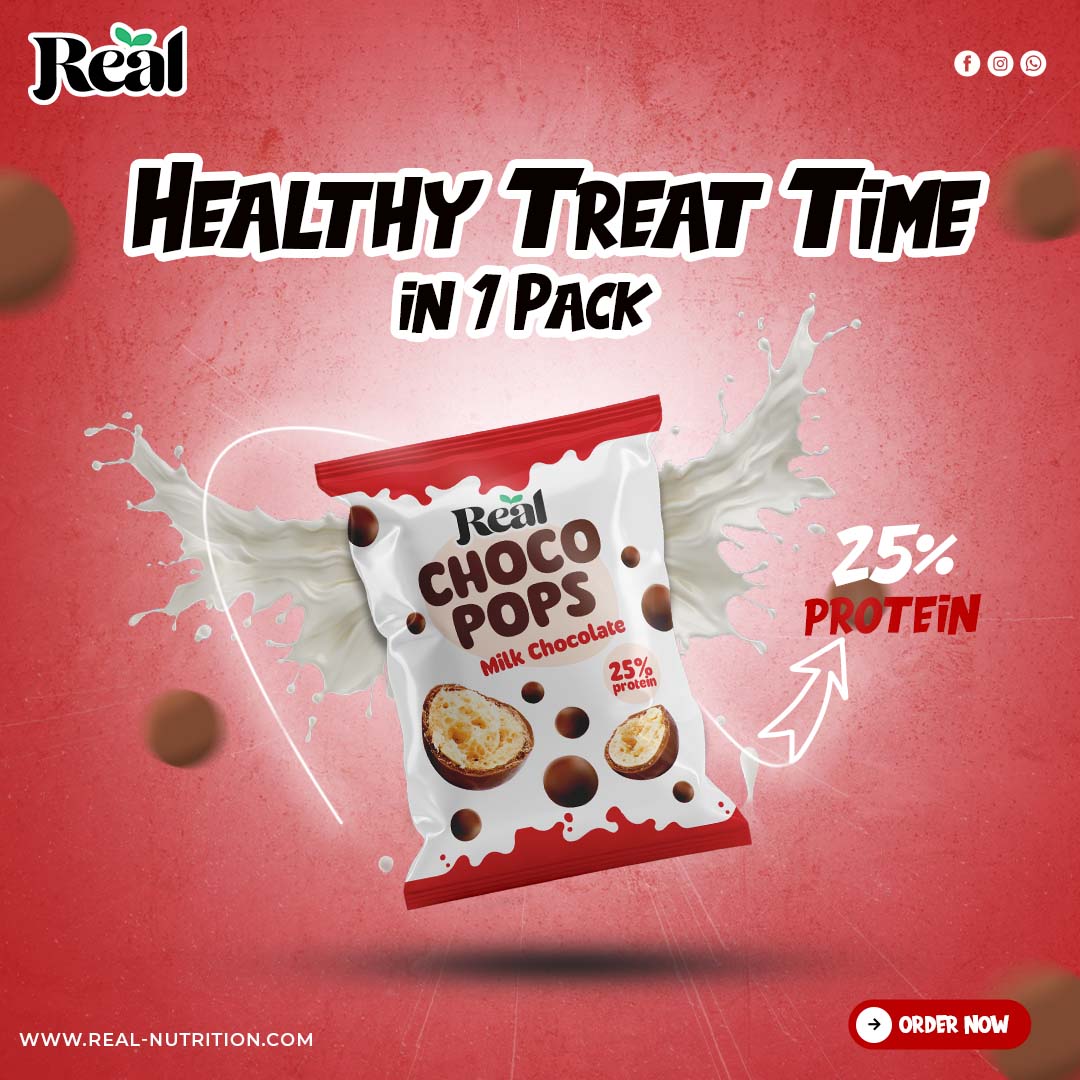 Real
HEALTHY TREAT TiME
iN 1 PACK
Real
CHOCO
POPS
Milk Chocolate
25%
protein
25%
PROTEiN
WWW.REAL-NUTRITION.COM
ORDER NOW